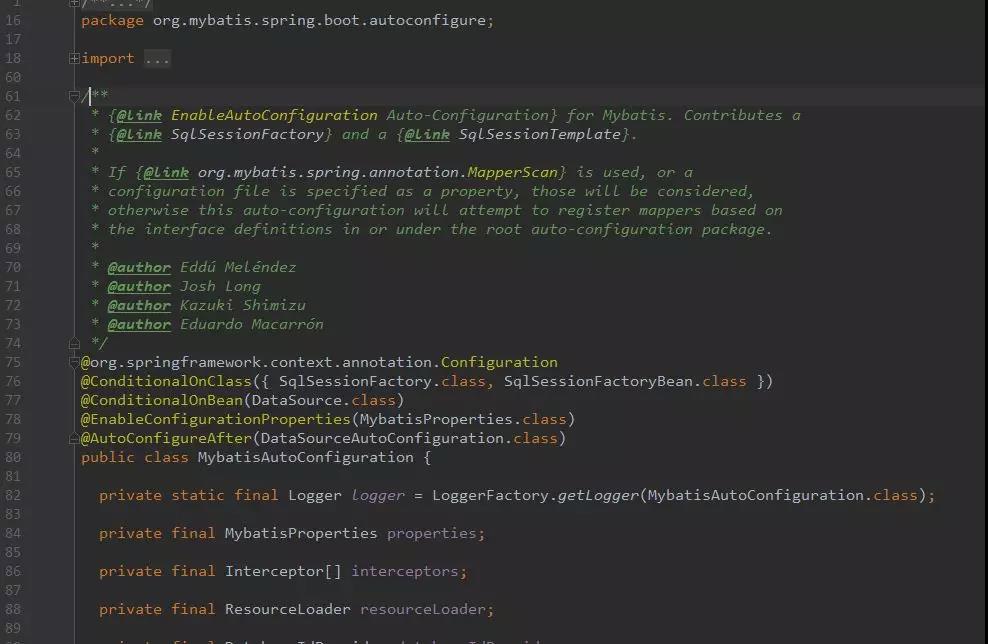 1 /**...*/
16 package org.mybatis.spring.boot.autoconfigure;
17
18 import ...
60
61 /**
62 * {@link EnableAutoConfiguration Auto-Configuration} for Mybatis. Contributes a
63 * {@link SqlSessionFactory} and a {@link SqlSessionTemplate}.
64 *
65 * If {@link org.mybatis.spring.annotation.MapperScan} is used, or a
66 * configuration file is specified as a property, those will be considered,
67 * otherwise this auto-configuration will attempt to register mappers based on
68 * the interface definitions in or under the root auto-configuration package.
69 *
70 * @author Eddú Meléndez
71 * @author Josh Long
72 * @author Kazuki Shimizu
73 * @author Eduardo Macarrón
74 */
75 @org.springframework.context.annotation.Configuration
76 @ConditionalOnClass({ SqlSessionFactory.class, SqlSessionFactoryBean.class })
77 @ConditionalOnBean(DataSource.class)
78 @EnableConfigurationProperties(MybatisProperties.class)
79 @AutoConfigureAfter(DataSourceAutoConfiguration.class)
80 public class MybatisAutoConfiguration {
81
82 private static final Logger logger = LoggerFactory.getLogger(MybatisAutoConfiguration.class);
83
84 private final MybatisProperties properties;
85
86 private final Interceptor[] interceptors;
87
88 private final ResourceLoader resourceLoader;
89